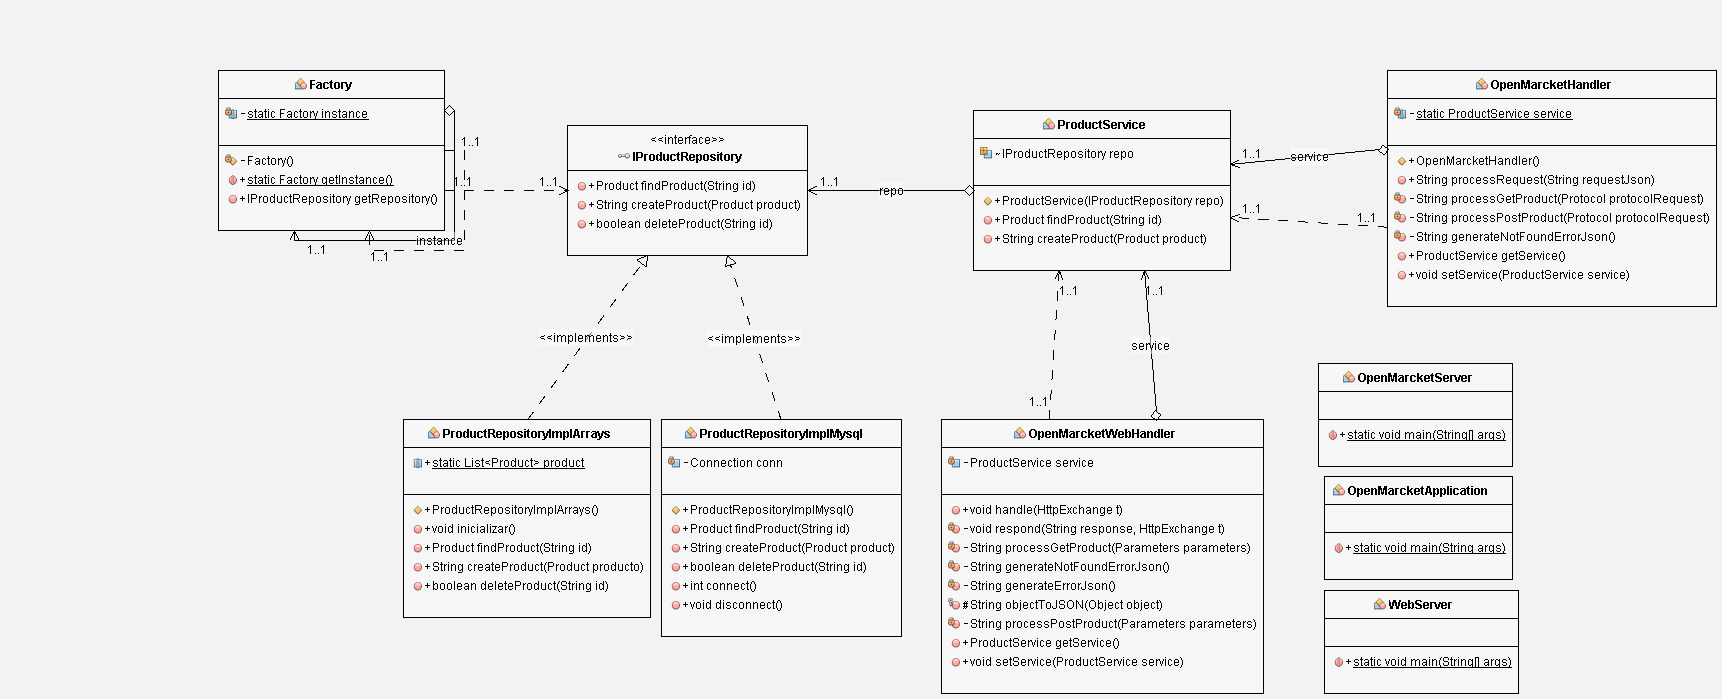 Factory
- static Factory instance
- Factory()
+ static Factory getInstance()
+ IProductRepository getRepository()
1..1
1..1
instance
1..1
1..1
1..1
<<interface>>
IProductRepository
+ Product findProduct(String id)
+ String createProduct(Product product)
+ boolean deleteProduct(String id)
1..1
repo
ProductService
~ IProductRepository repo
+ ProductService(IProductRepository repo)
+ Product findProduct(String id)
+ String createProduct(Product product)
1..1
service
1..1
1..1
OpenMarcketHandler
- static ProductService service
+ OpenMarcketHandler()
+ String processRequest(String requestJson)
- String processGetProduct(Protocol protocolRequest)
- String processPostProduct(Protocol protocolRequest)
- String generateNotFoundErrorJson()
+ ProductService getService()
+ void setService(ProductService service)
1..1
1..1
<<implements>>
<<implements>>
service
1..1
ProductRepositoryImplArrays
+ static List<Product> product
+ ProductRepositoryImplArrays()
+ void inicializar()
+ Product findProduct(String id)
+ String createProduct(Product producto)
+ boolean deleteProduct(String id)
ProductRepositoryImplMysql
- Connection conn
+ ProductRepositoryImplMysql()
+ Product findProduct(String id)
+ String createProduct(Product product)
+ boolean deleteProduct(String id)
+ int connect()
+ void disconnect()
OpenMarcketWebHandler
- ProductService service
+ void handle(HttpExchange t)
- void respond(String response, HttpExchange t)
- String processGetProduct(Parameters parameters)
- String generateNotFoundErrorJson()
- String generateErrorJson()
# String objectToJSON(Object object)
- String processPostProduct(Parameters parameters)
+ ProductService getService()
+ void setService(ProductService service)
OpenMarcketServer
+ static void main(String[] args)
OpenMarcketApplication
+ static void main(String args)
WebServer
+ static void main(String[] args)